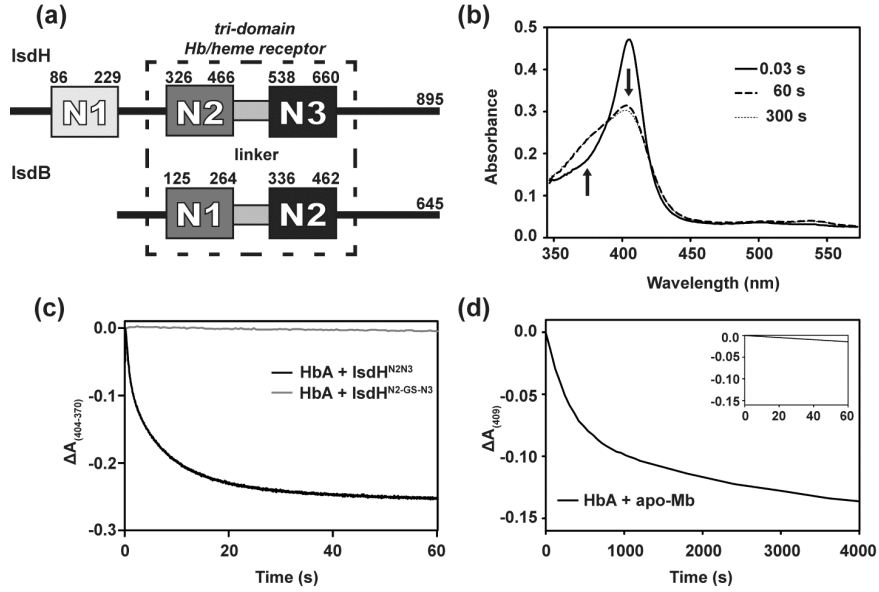 (a)
tri-domain
Hb/heme receptor
IsdH
86 229 326 466 538 660
N1 N2 N3 895
linker
IsdB
125 264 336 462
N1 N2 645
(b)
Absorbance
0.5
0.4
0.3
0.2
0.1
0.0
0.03 s
60 s
300 s
350 400 450 500 550
Wavelength (nm)
(c)
ΔA(404-370)
0.0
-0.1
-0.2
-0.3
HbA + IsdH^N2N3
HbA + IsdH^N2-GS-N3
0 20 40 60
Time (s)
(d)
ΔA(409)
0.0
-0.05
-0.10
-0.15
0.0
-0.05
-0.10
-0.15
0 20 40 60
HbA + apo-Mb
0 1000 2000 3000 4000
Time (s)